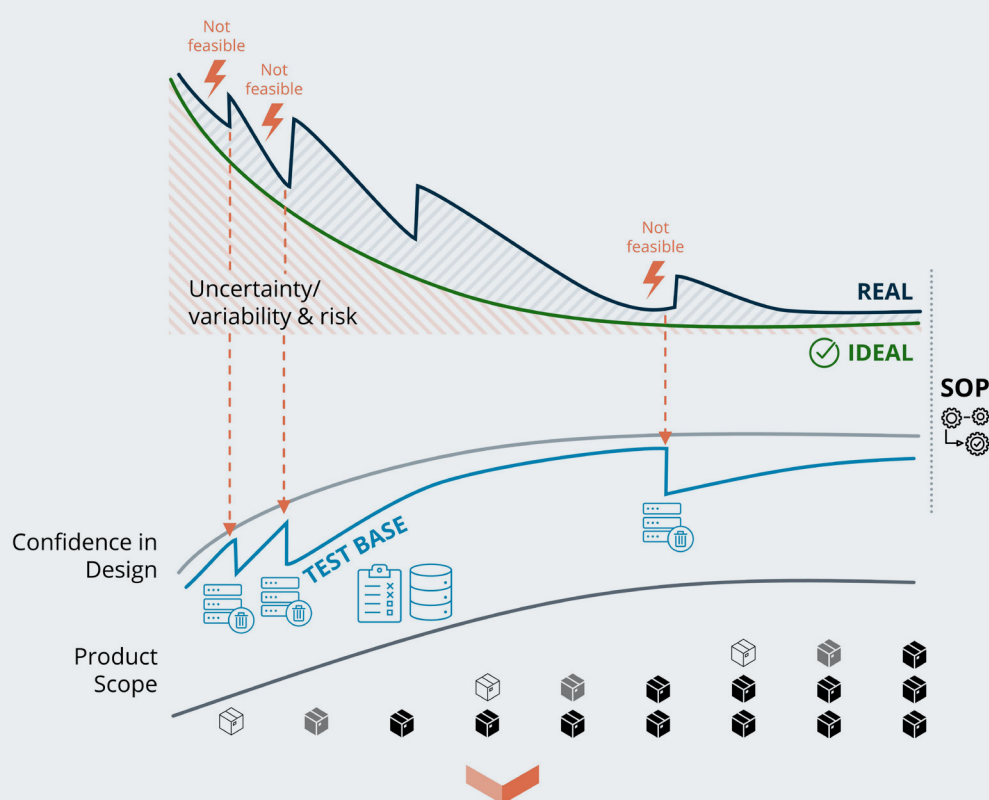 Not
feasible
Not
feasible
Not
feasible
Uncertainty/
variability & risk
REAL
IDEAL
SOP
Confidence in
Design
TEST BASE
Product
Scope